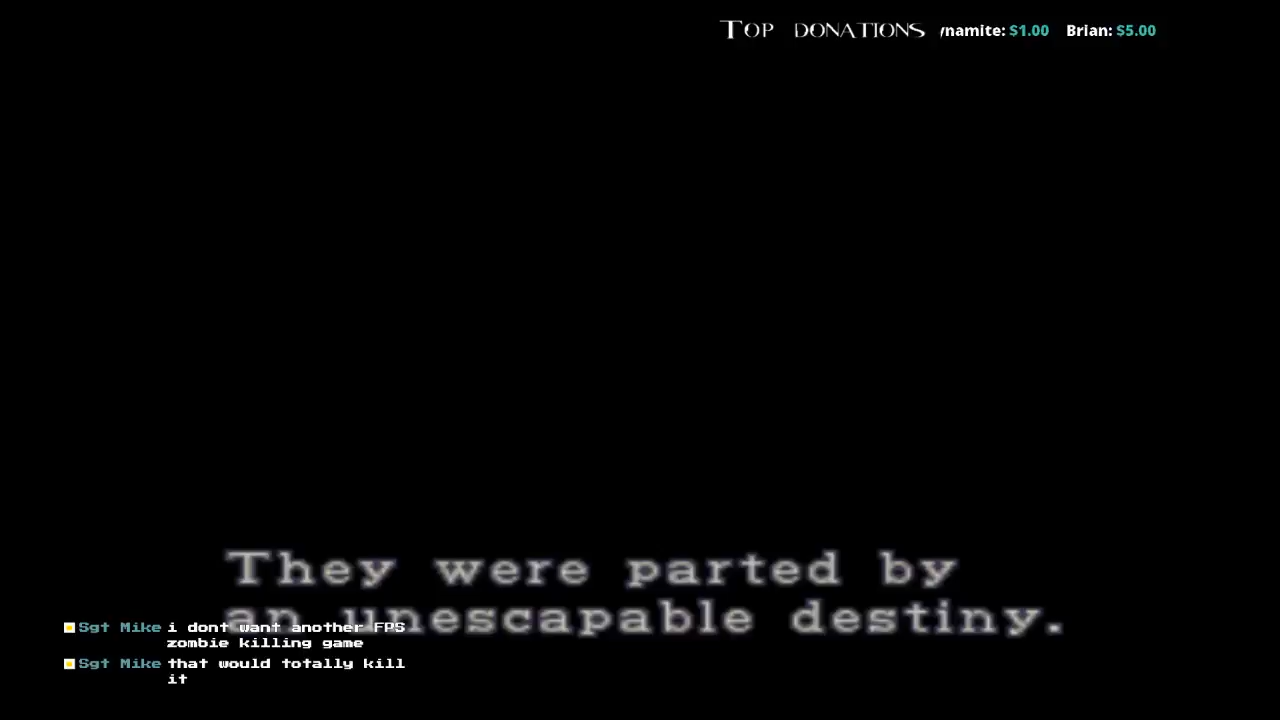 Top donations ynamite: $1.00 Brian: $5.00
They were parted by
an unescapable destiny.
Sgt Mike i dont want another FPS
zombie killing game
Sgt Mike that would totally kill
it